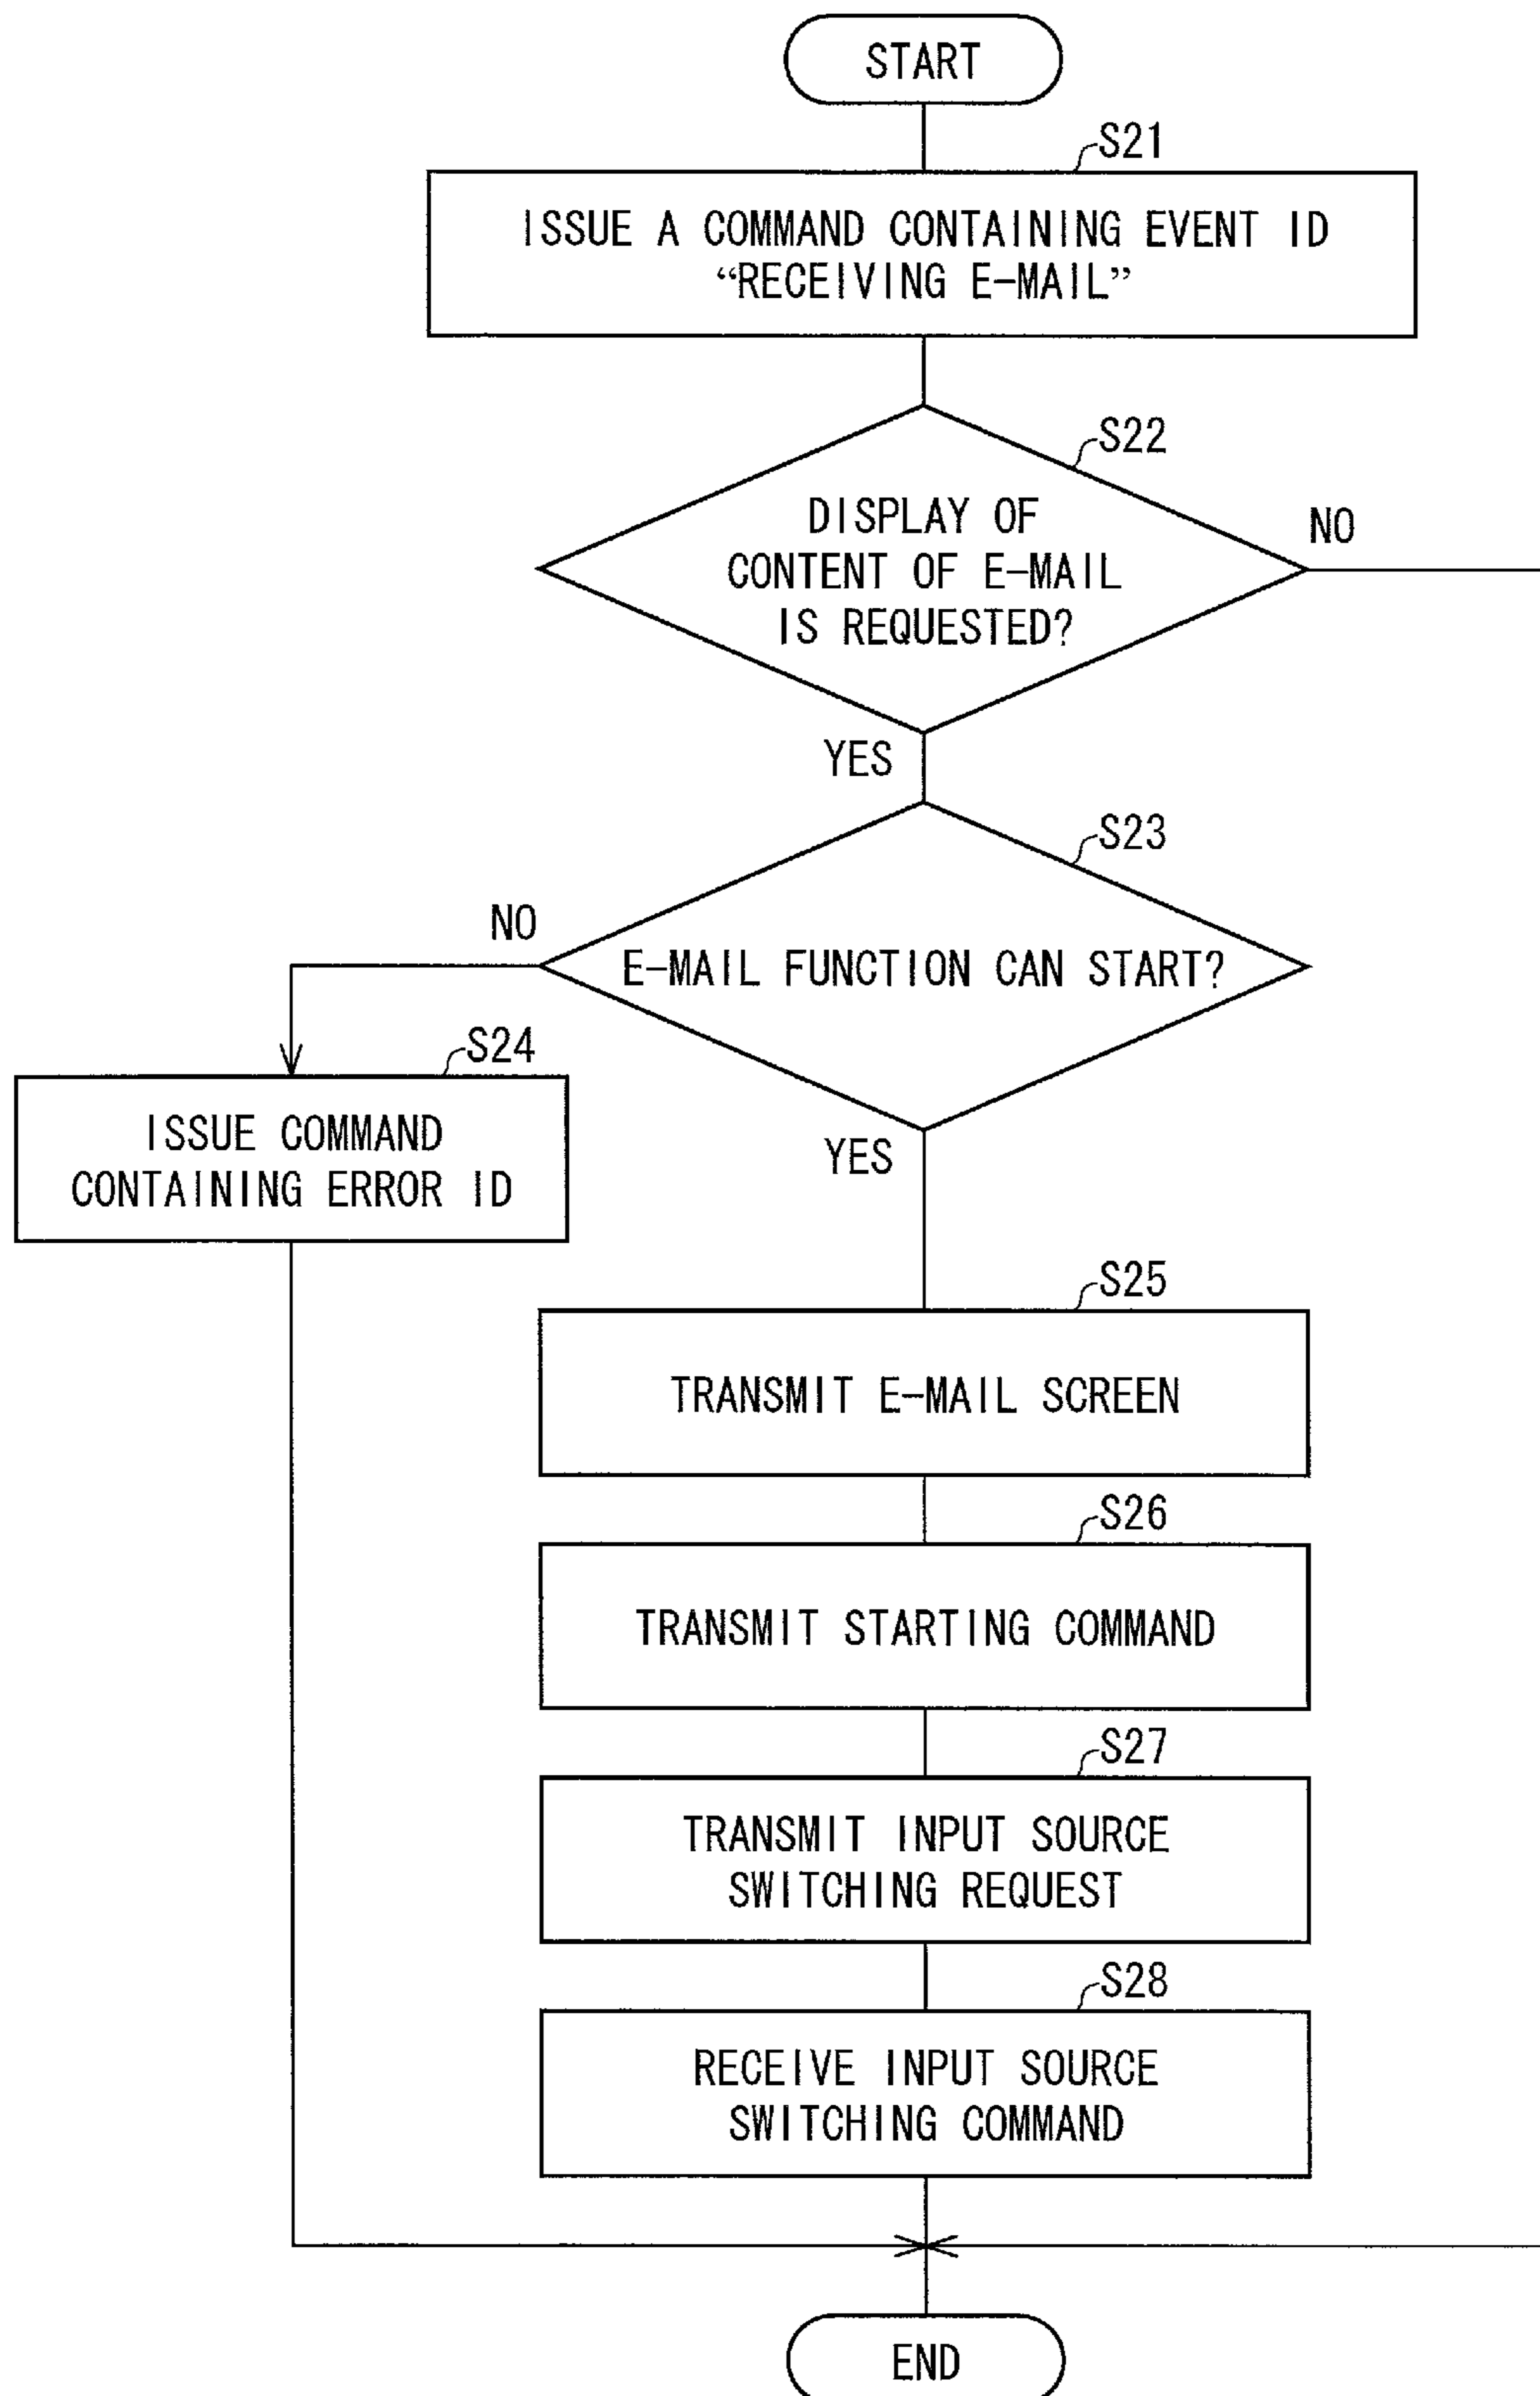 START
S21
ISSUE A COMMAND CONTAINING EVENT ID
“RECEIVING E-MAIL”
S22
DISPLAY OF
CONTENT OF E-MAIL
IS REQUESTED?
NO
YES
S23
NO
E-MAIL FUNCTION CAN START?
S24
ISSUE COMMAND
CONTAINING ERROR ID
YES
S25
TRANSMIT E-MAIL SCREEN
S26
TRANSMIT STARTING COMMAND
S27
TRANSMIT INPUT SOURCE
SWITCHING REQUEST
S28
RECEIVE INPUT SOURCE
SWITCHING COMMAND
END